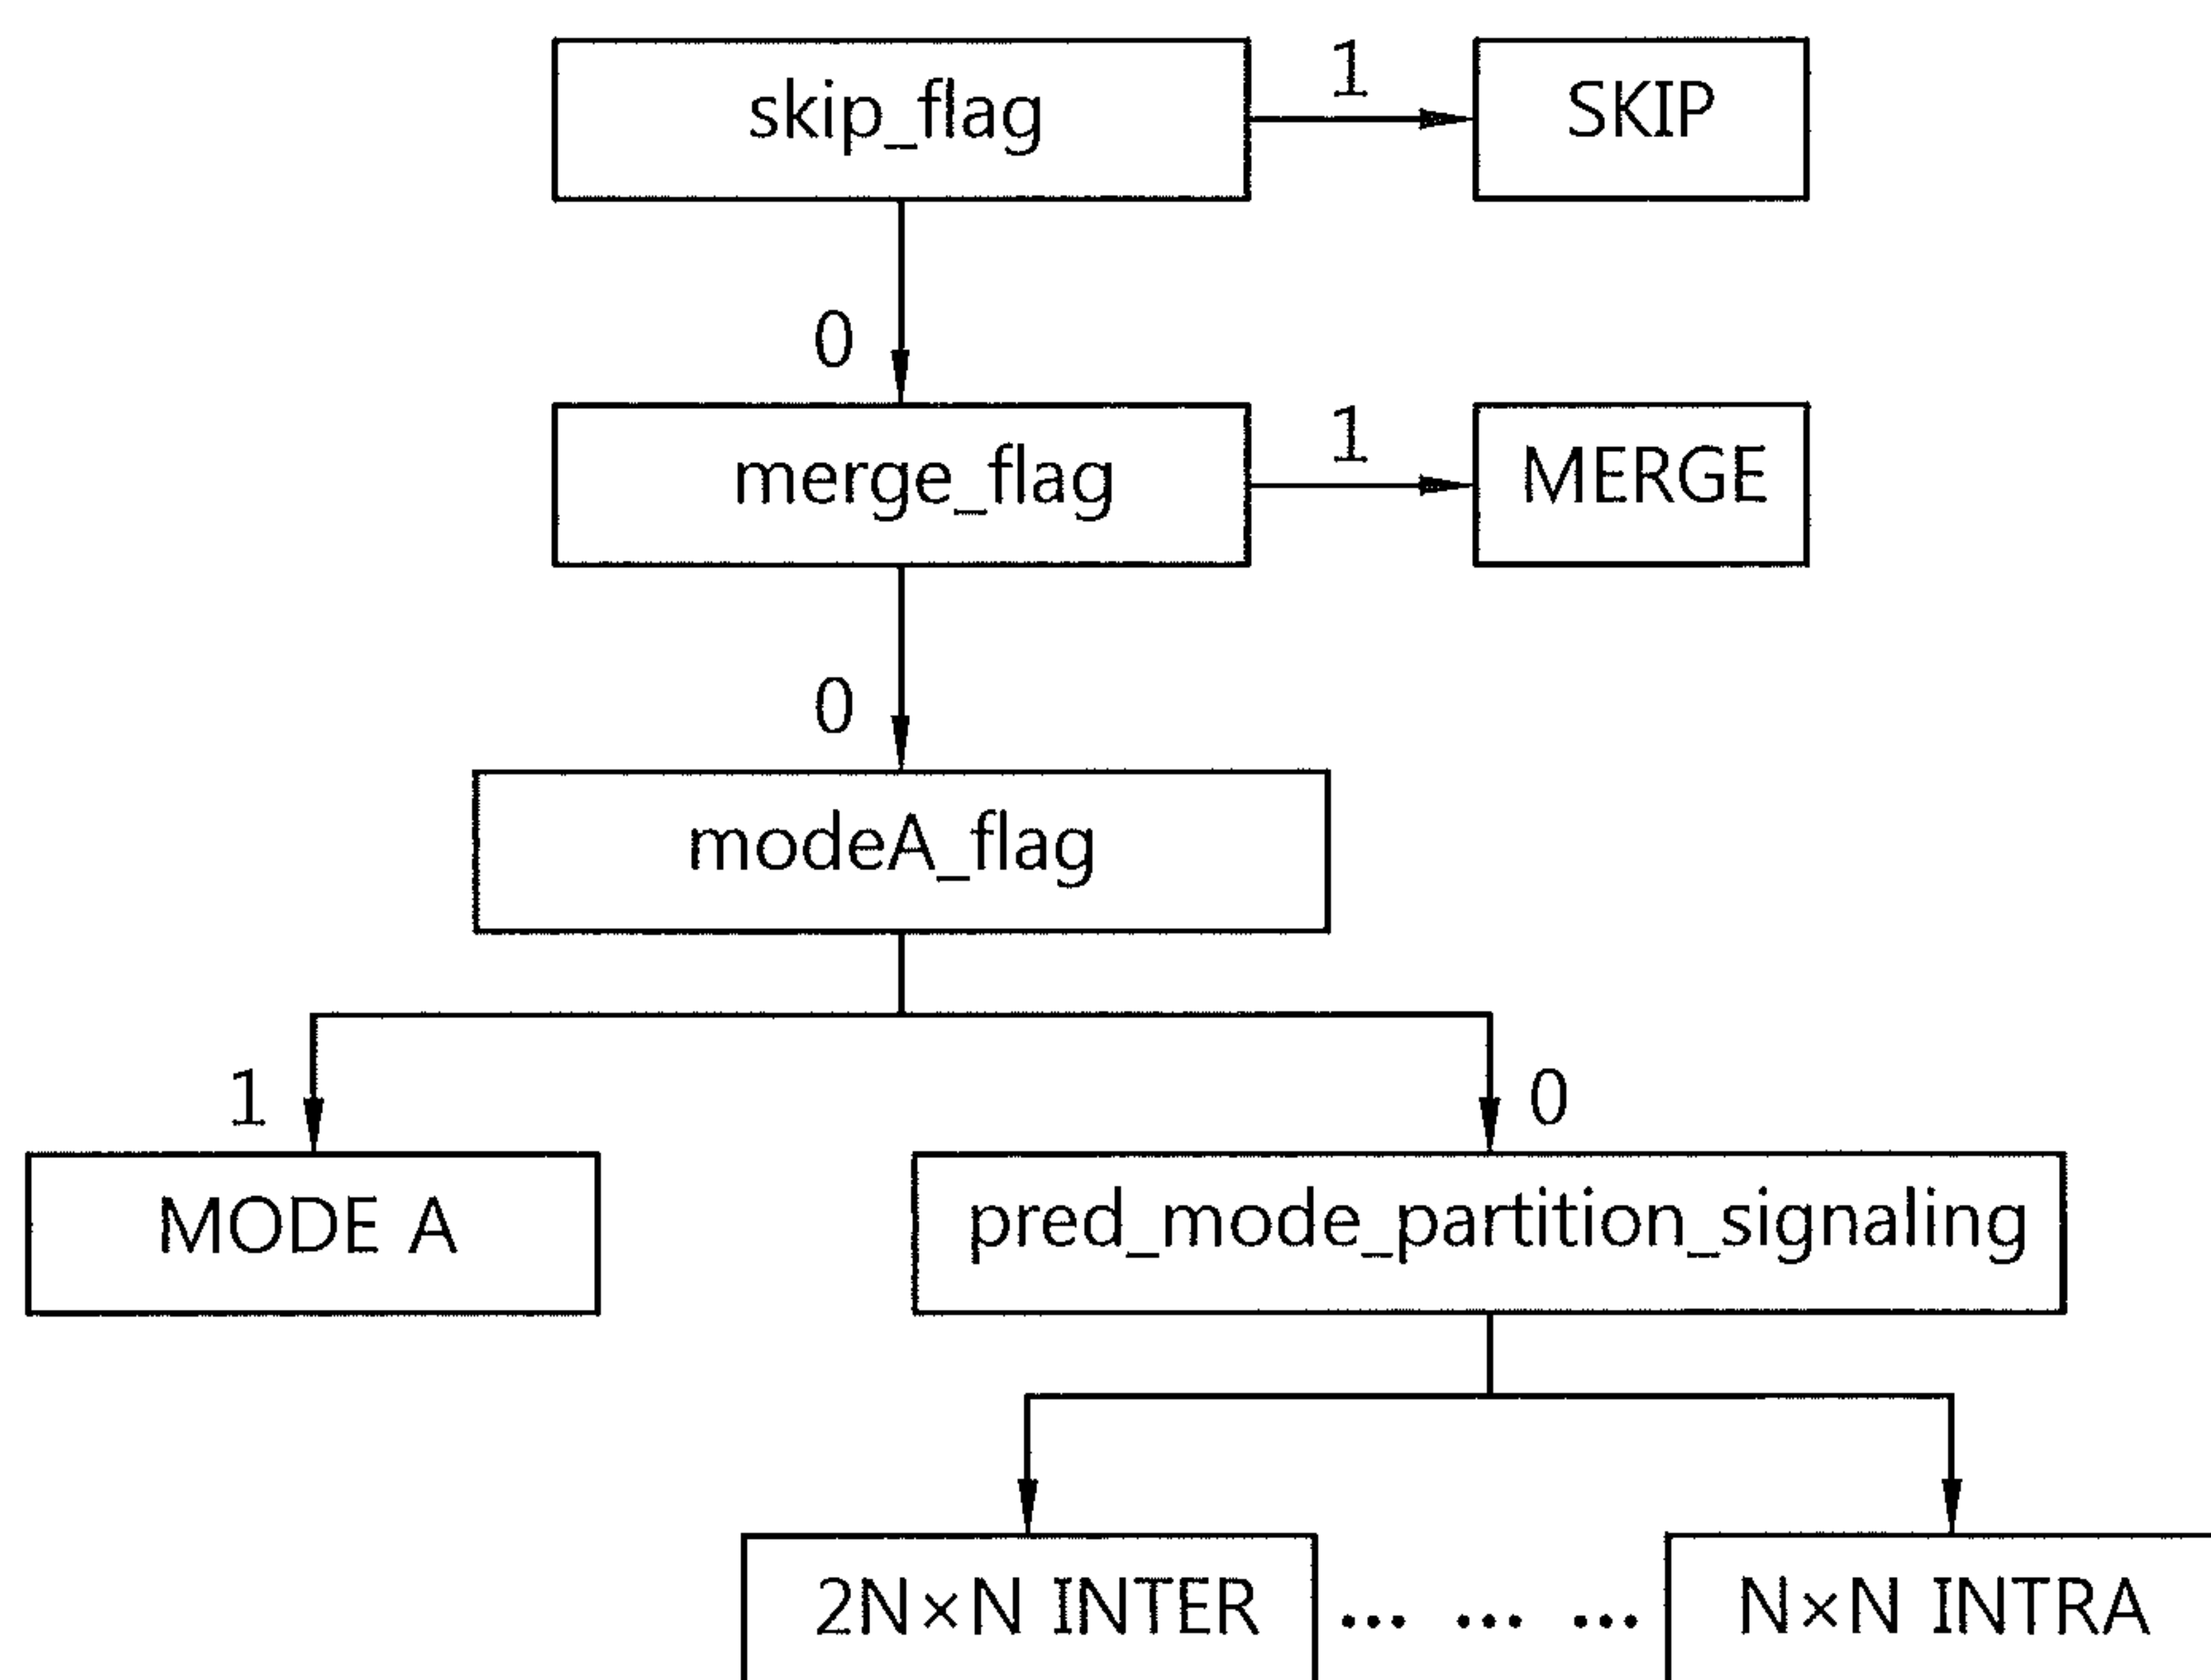 skip_flag
1
SKIP
0
merge_flag
1
MERGE
0
modeA_flag
1
0
MODE A
pred_mode_partition_signaling
2N×N INTER
... ... ...
N×N INTRA